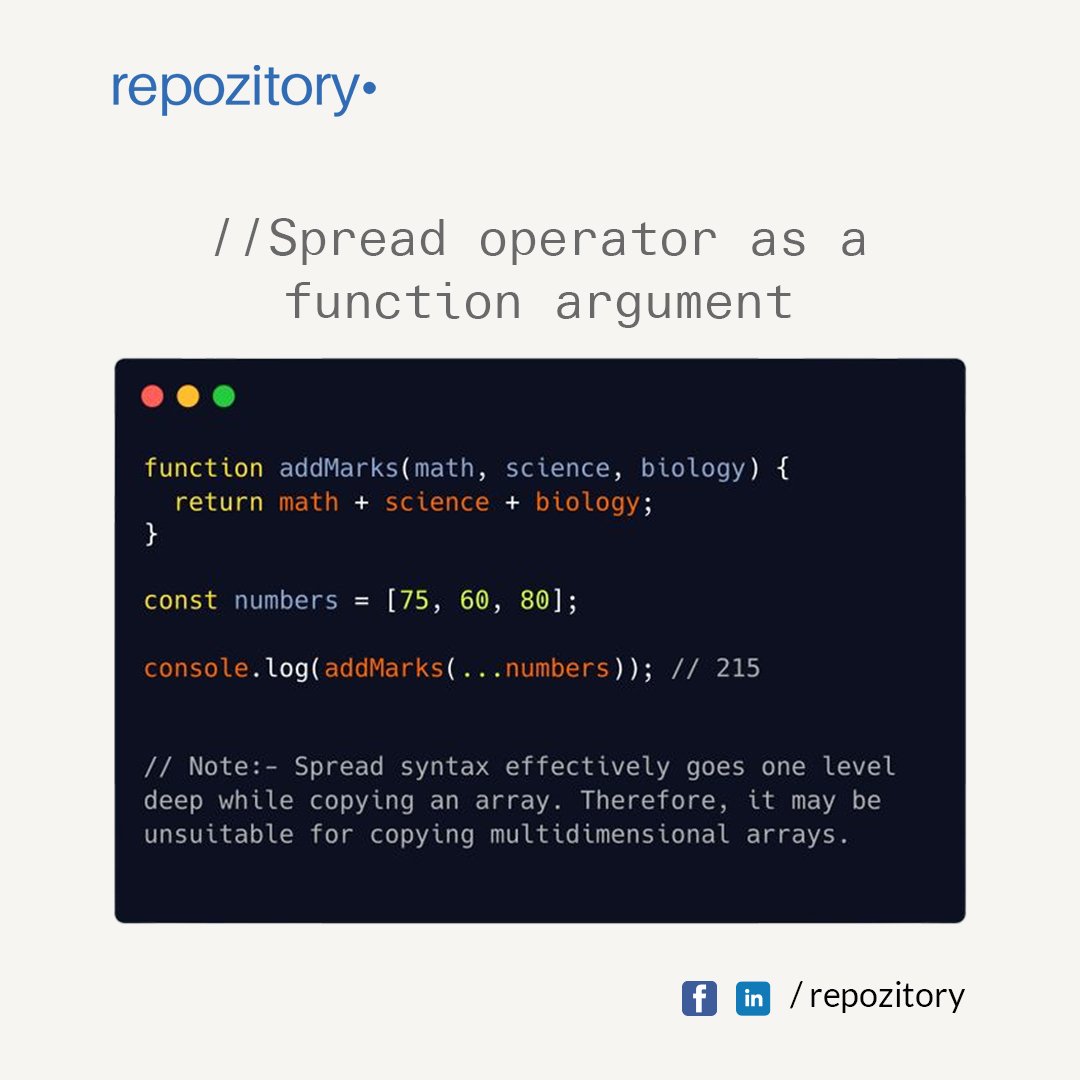 repozitory•
//Spread operator as a
function argument
function addMarks(math, science, biology) {
  return math + science + biology;
}
const numbers = [75, 60, 80];
console.log(addMarks(...numbers)); // 215
// Note:- Spread syntax effectively goes one level
deep while copying an array. Therefore, it may be
unsuitable for copying multidimensional arrays.
f in / repozitory